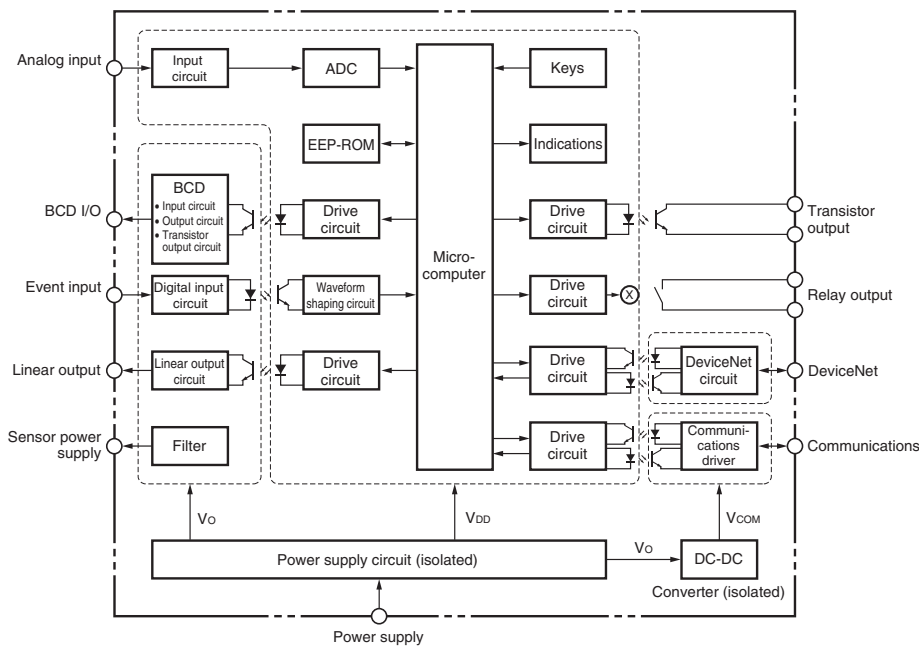 Analog input
Input
circuit
ADC
Keys
EEP-ROM
Indications
BCD I/O
BCD
• Input circuit
• Output circuit
• Transistor
output circuit
Drive
circuit
Micro-
computer
Drive
circuit
Transistor
output
Event input
Digital input
circuit
Waveform
shaping circuit
Drive
circuit
X
Relay output
Linear output
Linear output
circuit
Drive
circuit
Drive
circuit
DeviceNet
circuit
DeviceNet
Sensor power
supply
Filter
Drive
circuit
Communi-
cations
driver
Communications
VO
VDD
VCOM
Power supply circuit (isolated)
VO
DC-DC
Converter (isolated)
Power supply